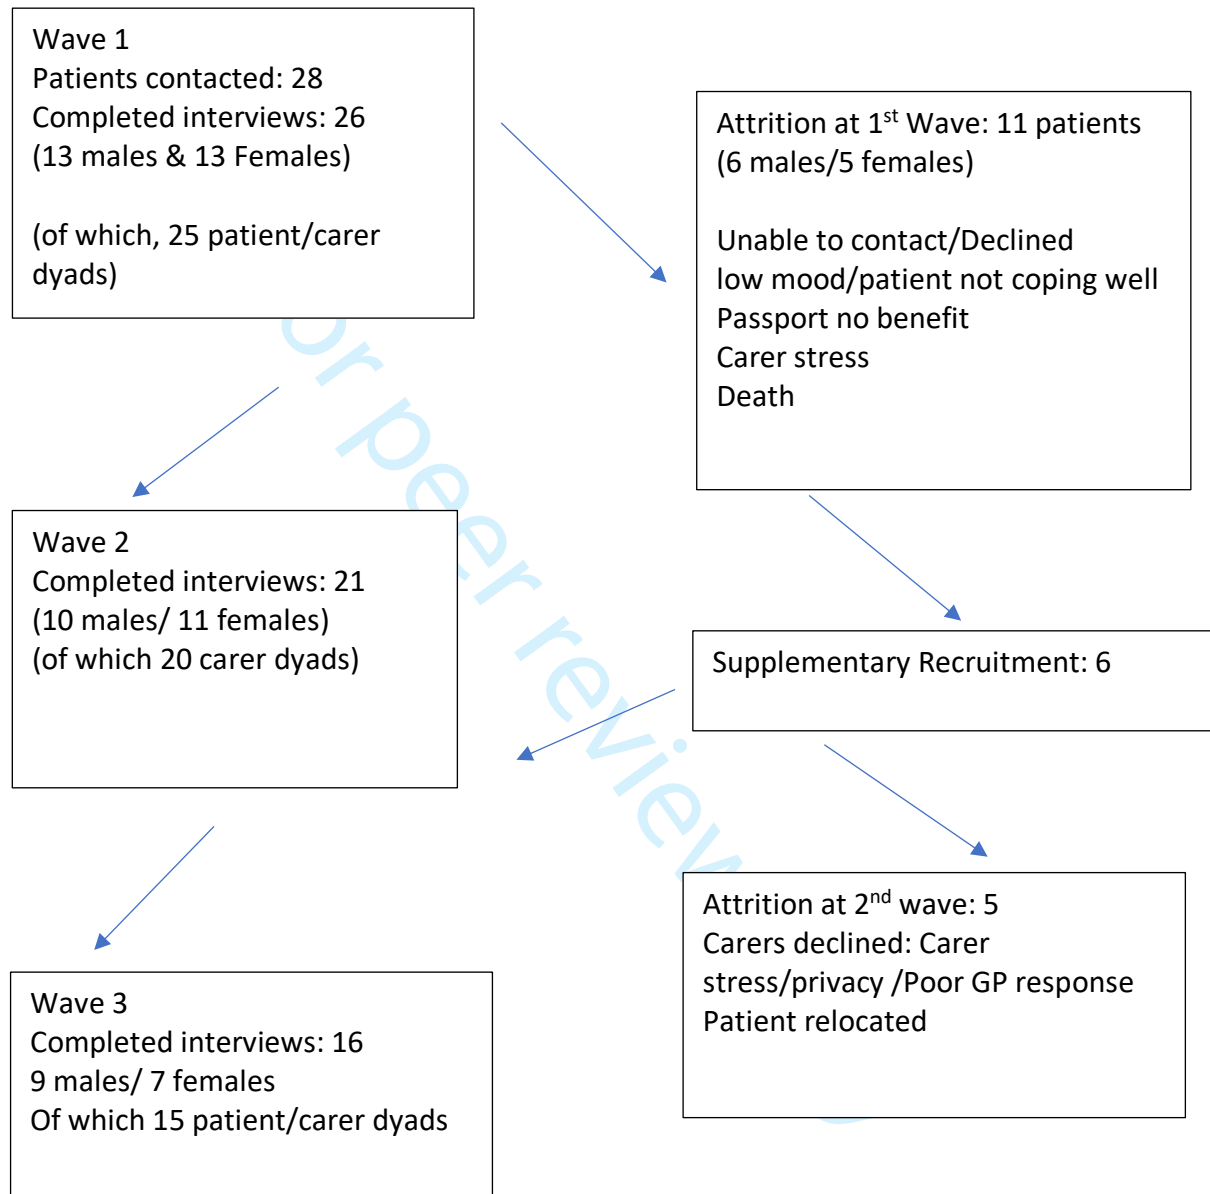 Wave 1
Patients contacted: 28
Completed interviews: 26
(13 males & 13 Females)
(of which, 25 patient/carer
dyads)
Attrition at 1st Wave: 11 patients
(6 males/5 females)
Unable to contact/Declined
low mood/patient not coping well
Passport no benefit
Carer stress
Death
Wave 2
Completed interviews: 21
(10 males/ 11 females)
(of which 20 carer dyads)
Supplementary Recruitment: 6
Attrition at 2nd wave: 5
Carers declined: Carer
stress/privacy /Poor GP response
Patient relocated
Wave 3
Completed interviews: 16
9 males/ 7 females
Of which 15 patient/carer dyads
or peer review